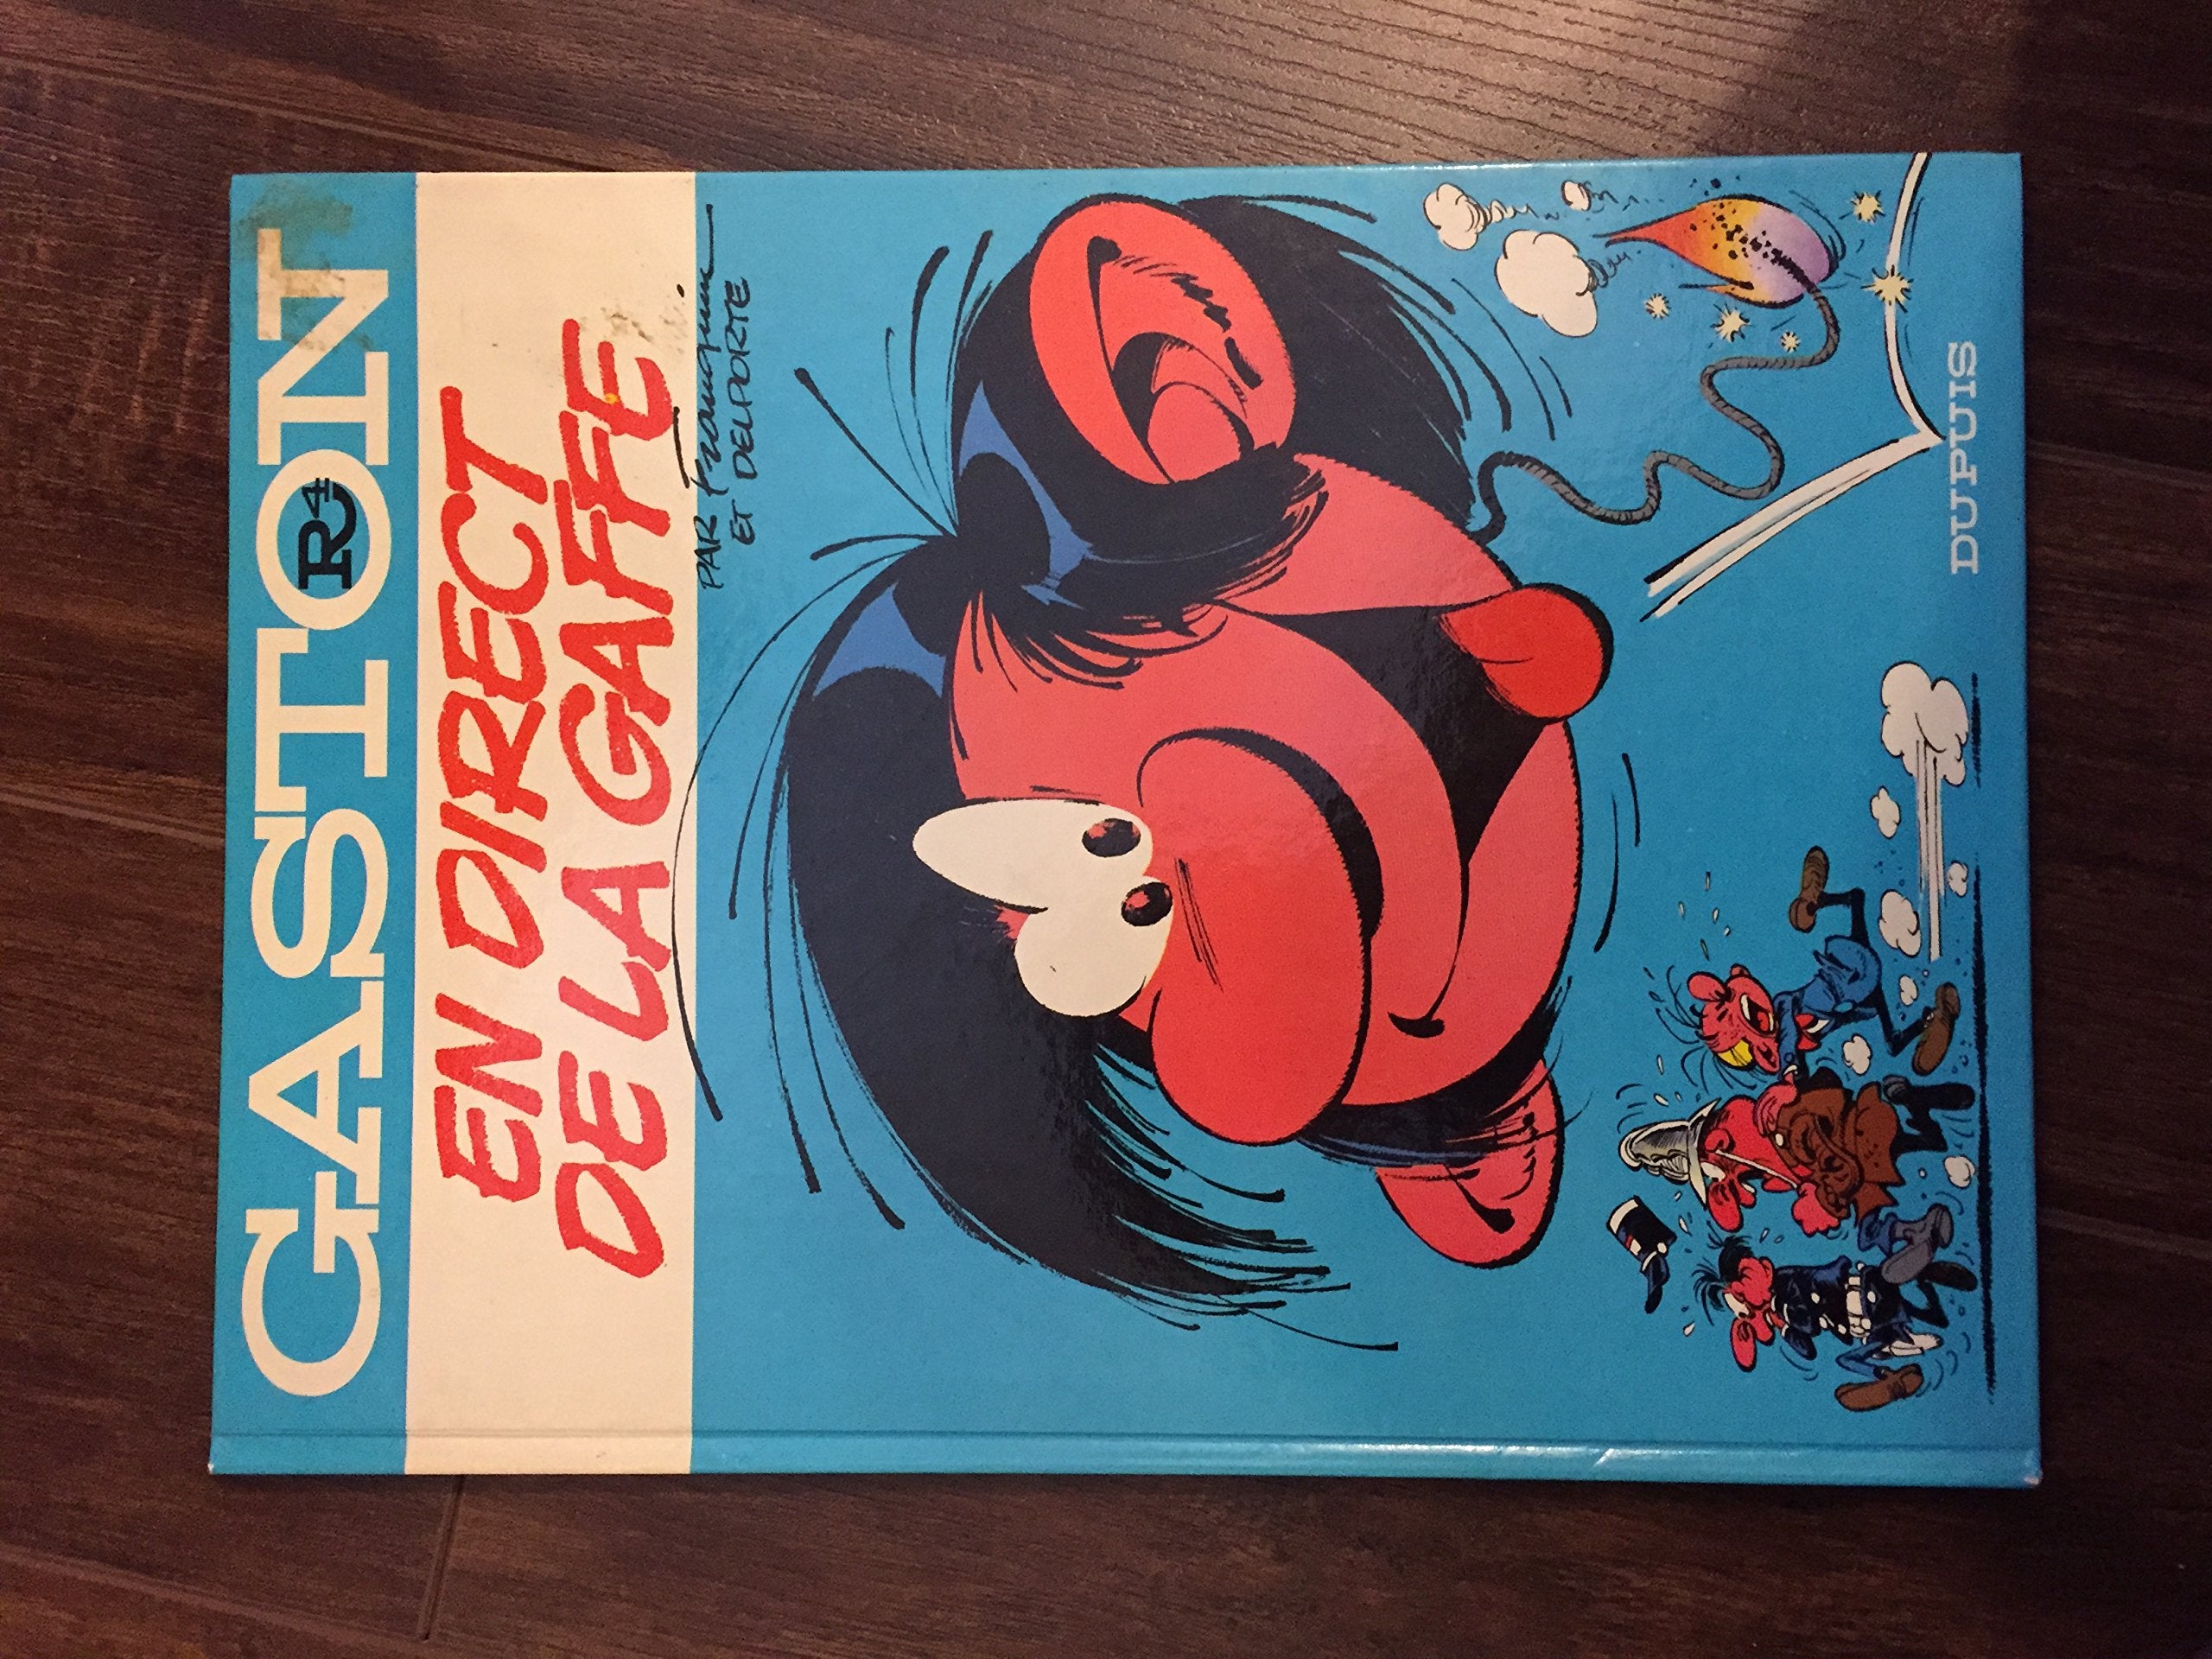 GASTON
R4
EN DIRECT
DE LA GAFFE
PAR Franquin
ET DELPORTE
DUPUIS